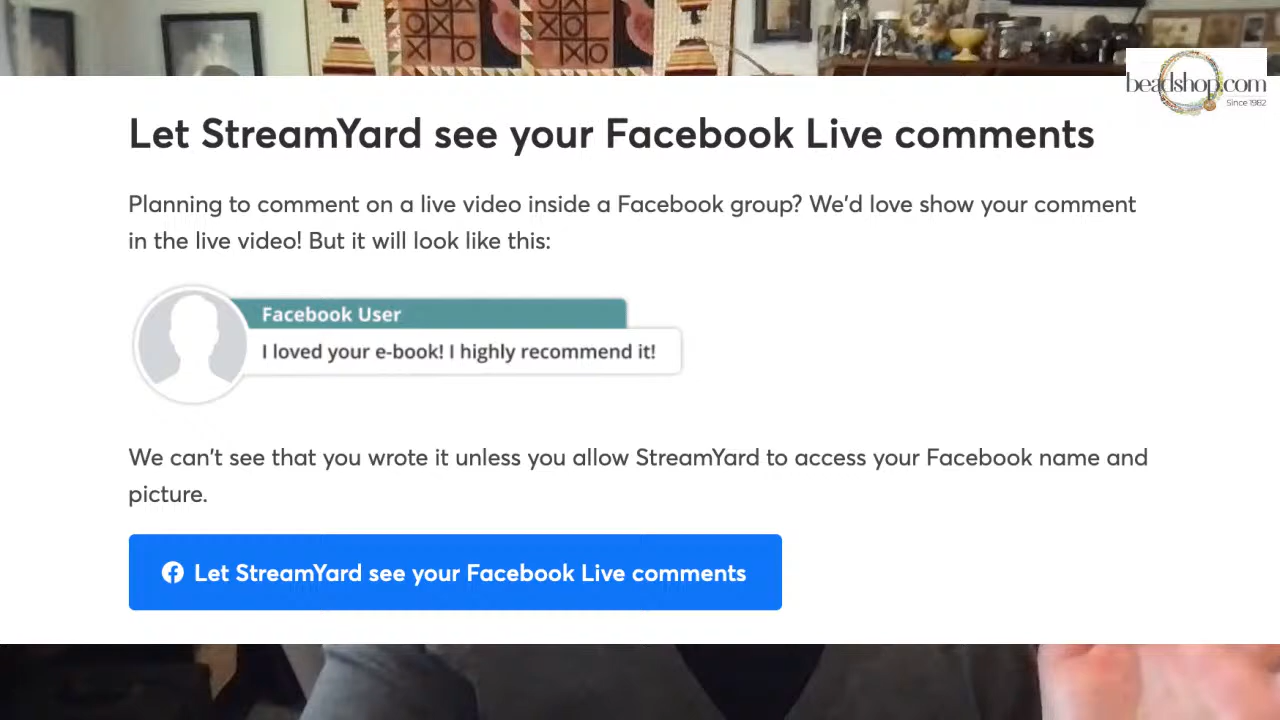 beadshop.com
Since 1982
Let StreamYard see your Facebook Live comments
Planning to comment on a live video inside a Facebook group? We'd love show your comment
in the live video! But it will look like this:
Facebook User
I loved your e-book! I highly recommend it!
We can't see that you wrote it unless you allow StreamYard to access your Facebook name and
picture.
Let StreamYard see your Facebook Live comments